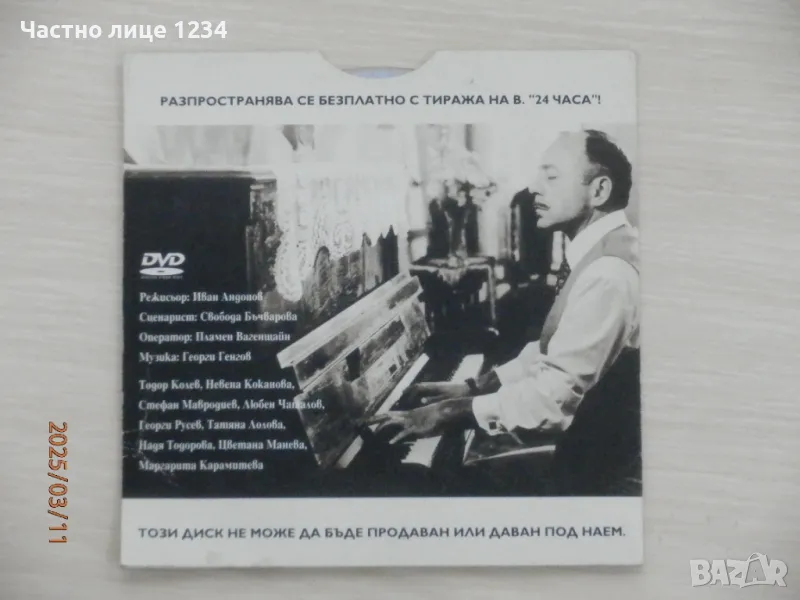 Частно лице 1234
РАЗПРОСТРАНЯВА СЕ БЕЗПЛАТНО С ТИРАЖА НА В. "24 ЧАСА"!
DVD
Режисьор: Иван Андонов
Сценарист: Свобода Бъчварова
Оператор: Пламен Вагенщайн
Музика: Георги Генгов
Тодор Колев, Невена Коканова,
Стефан Мавродиев, Любен Чаталов,
Георги Русев, Татяна Лолова,
Надя Тодорова, Цветана Манева,
Маргарита Карамитева
ТОЗИ ДИСК НЕ МОЖЕ ДА БЪДЕ ПРОДАВАН ИЛИ ДАВАН ПОД НАЕМ.
2025/03/11
BAZAR